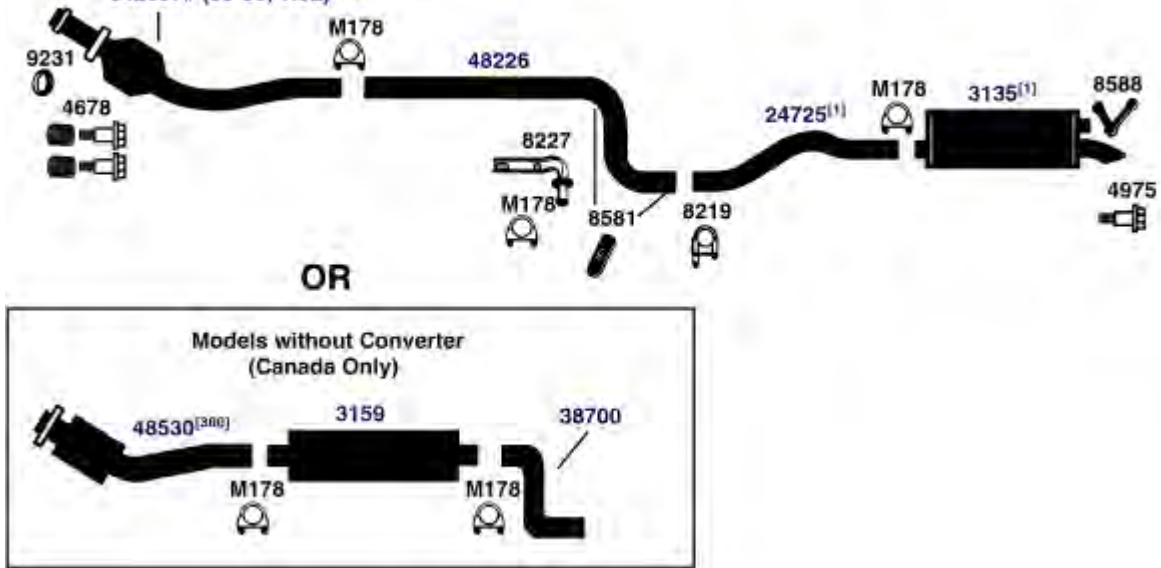 M178
9231
48226
4678
M178
3135[1]
8588
24725[1]
8227
M178
8581
8219
4975
OR
Models without Converter
(Canada Only)
48530[386]
3159
38700
M178
M178